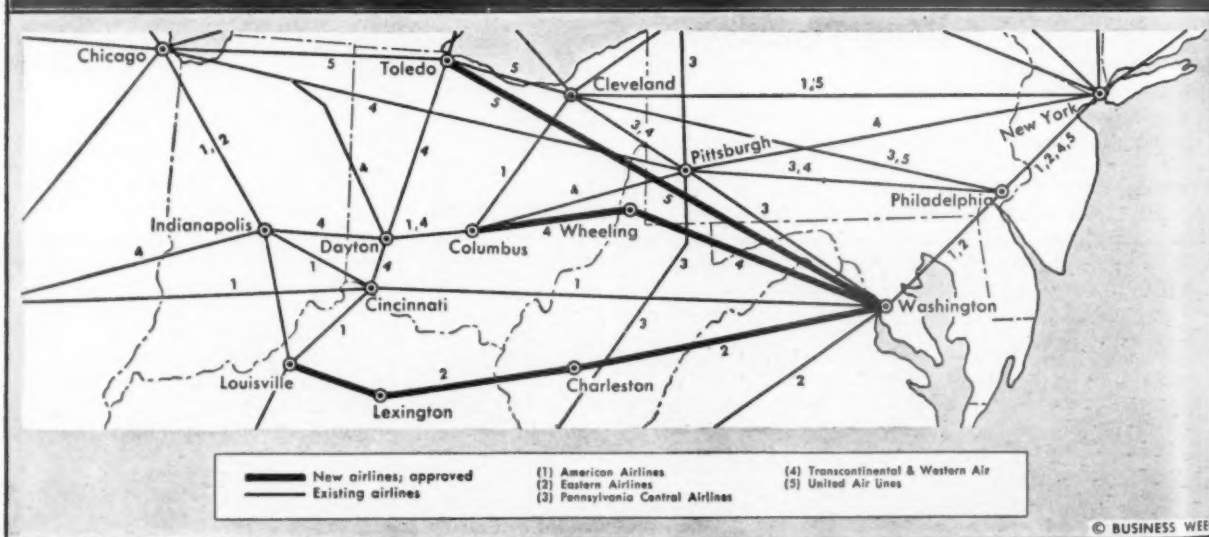 Chicago
Toledo
Cleveland
New York
Pittsburgh
Philadelphia
Indianapolis
Dayton
Columbus
Wheeling
Cincinnati
Washington
Louisville
Lexington
Charleston
5
5
3
1,5
4
5
3,4
4
1,2
4
4
1
3,5
1,2,4,5
3,4
4
3
4
1
1,4
4
4
5
4
3
1,2
4
1
1
1
3
1
2
2
2
New airlines; approved
Existing airlines
(1) American Airlines
(2) Eastern Airlines
(3) Pennsylvania Central Airlines
(4) Transcontinental & Western Air
(5) United Air Lines
© BUSINESS WEE